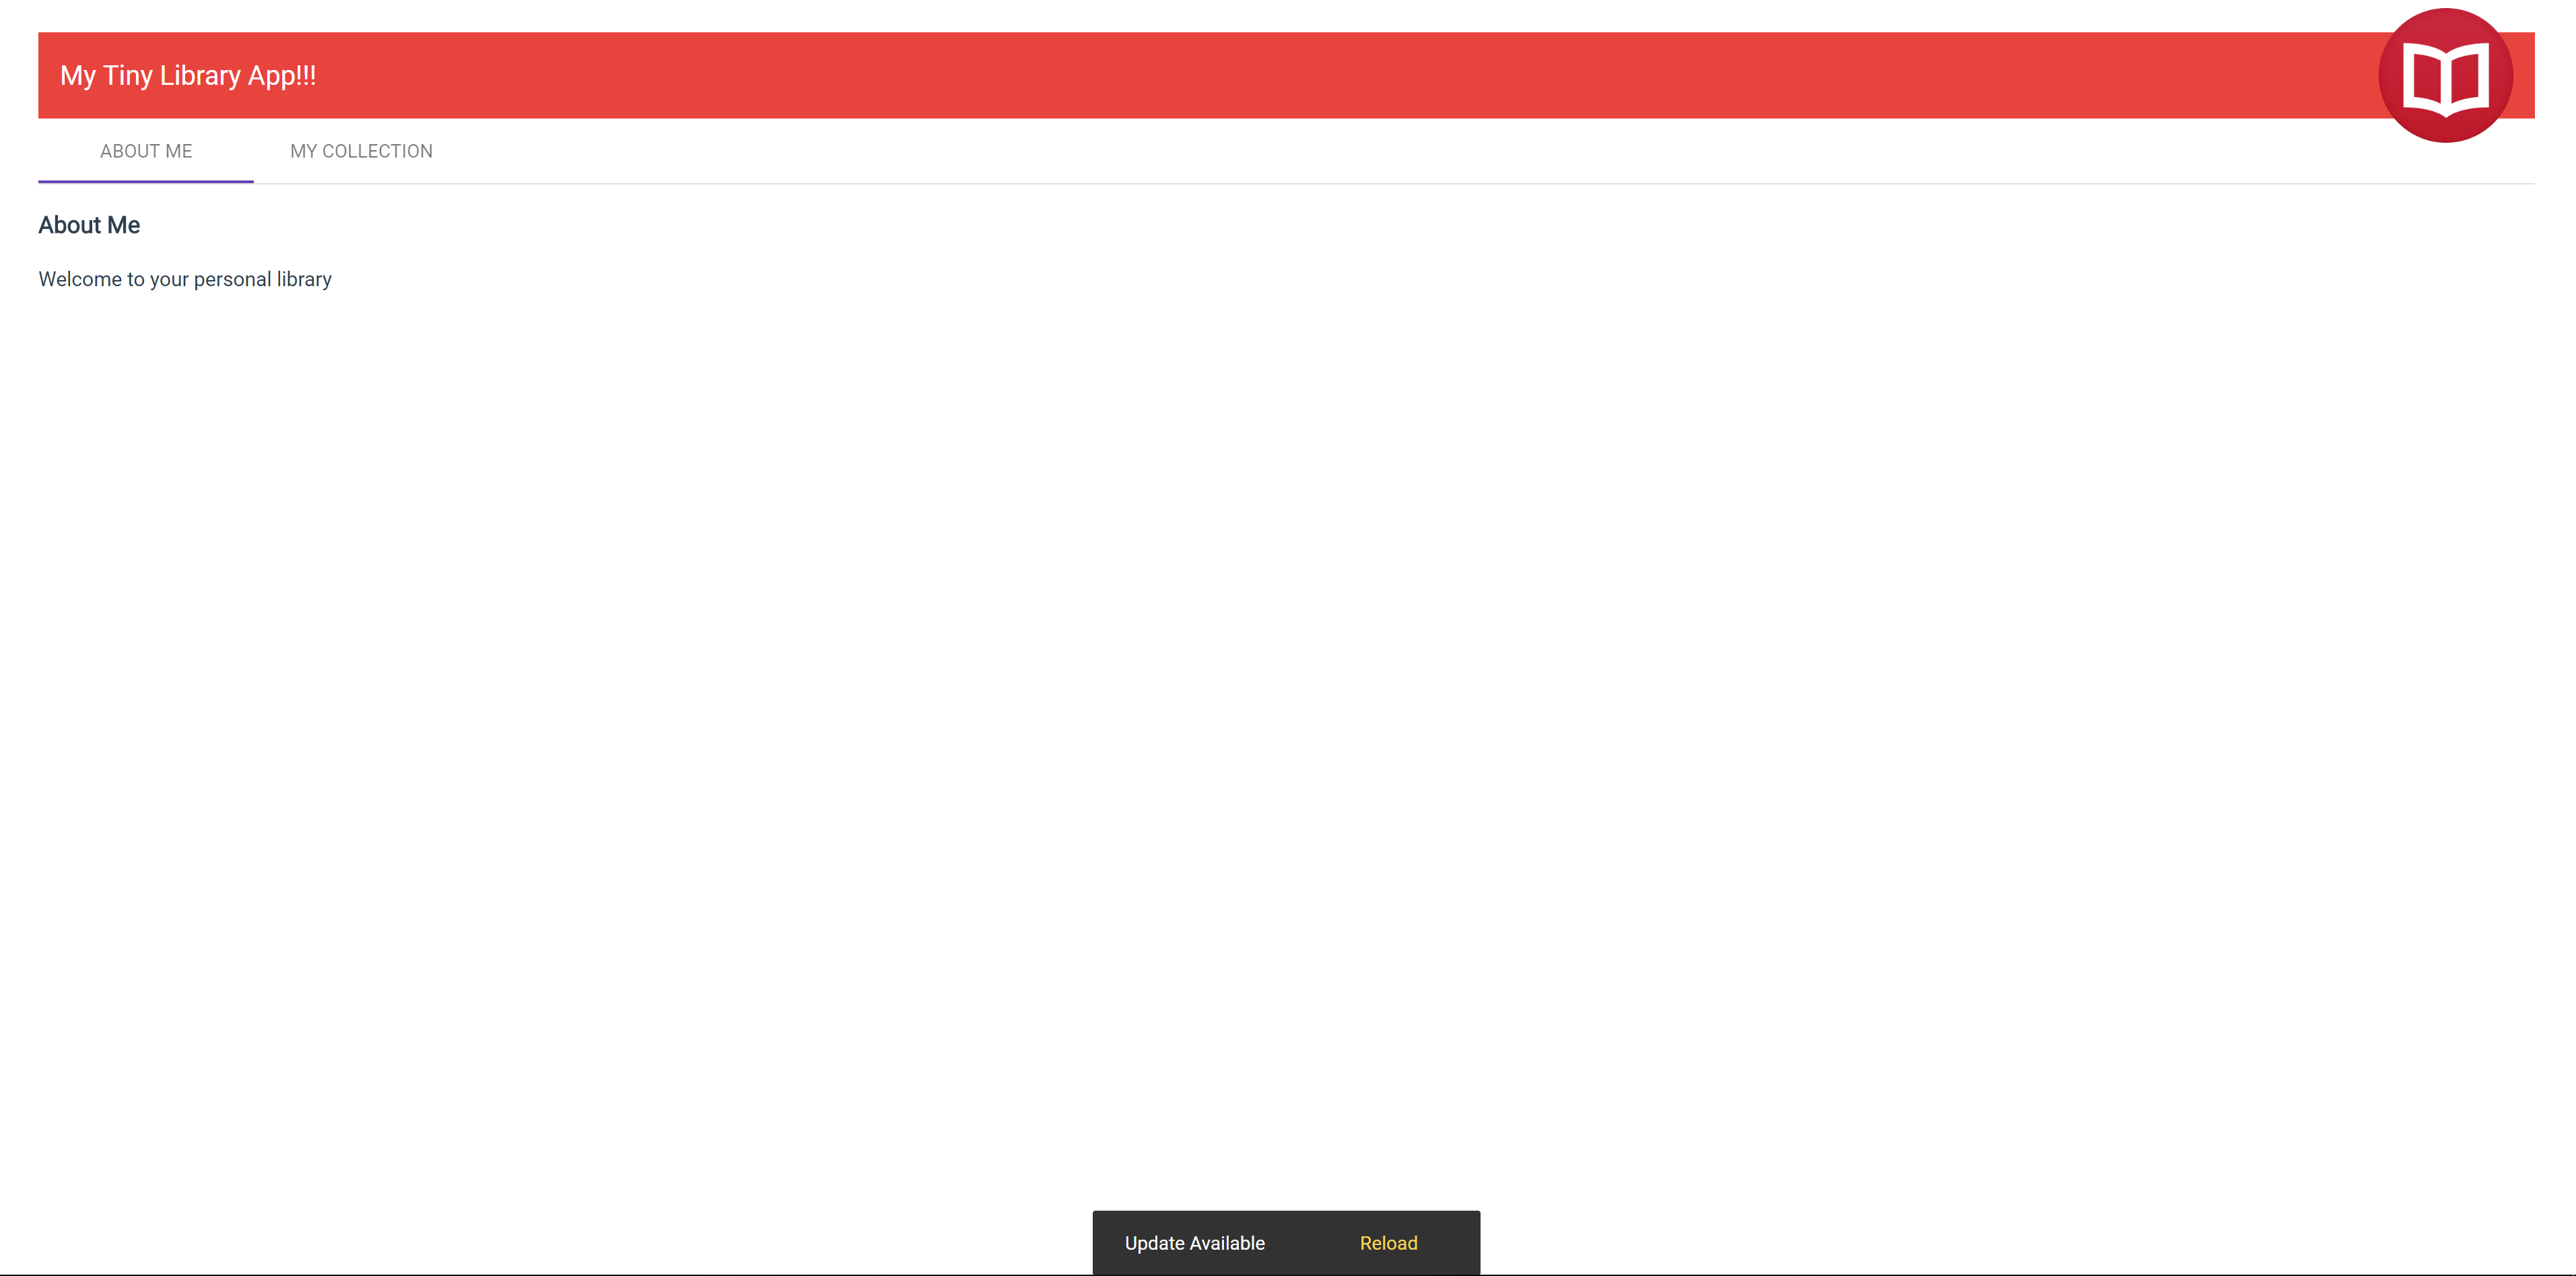 My Tiny Library App!!!
ABOUT ME MY COLLECTION
About Me
Welcome to your personal library
Update Available Reload